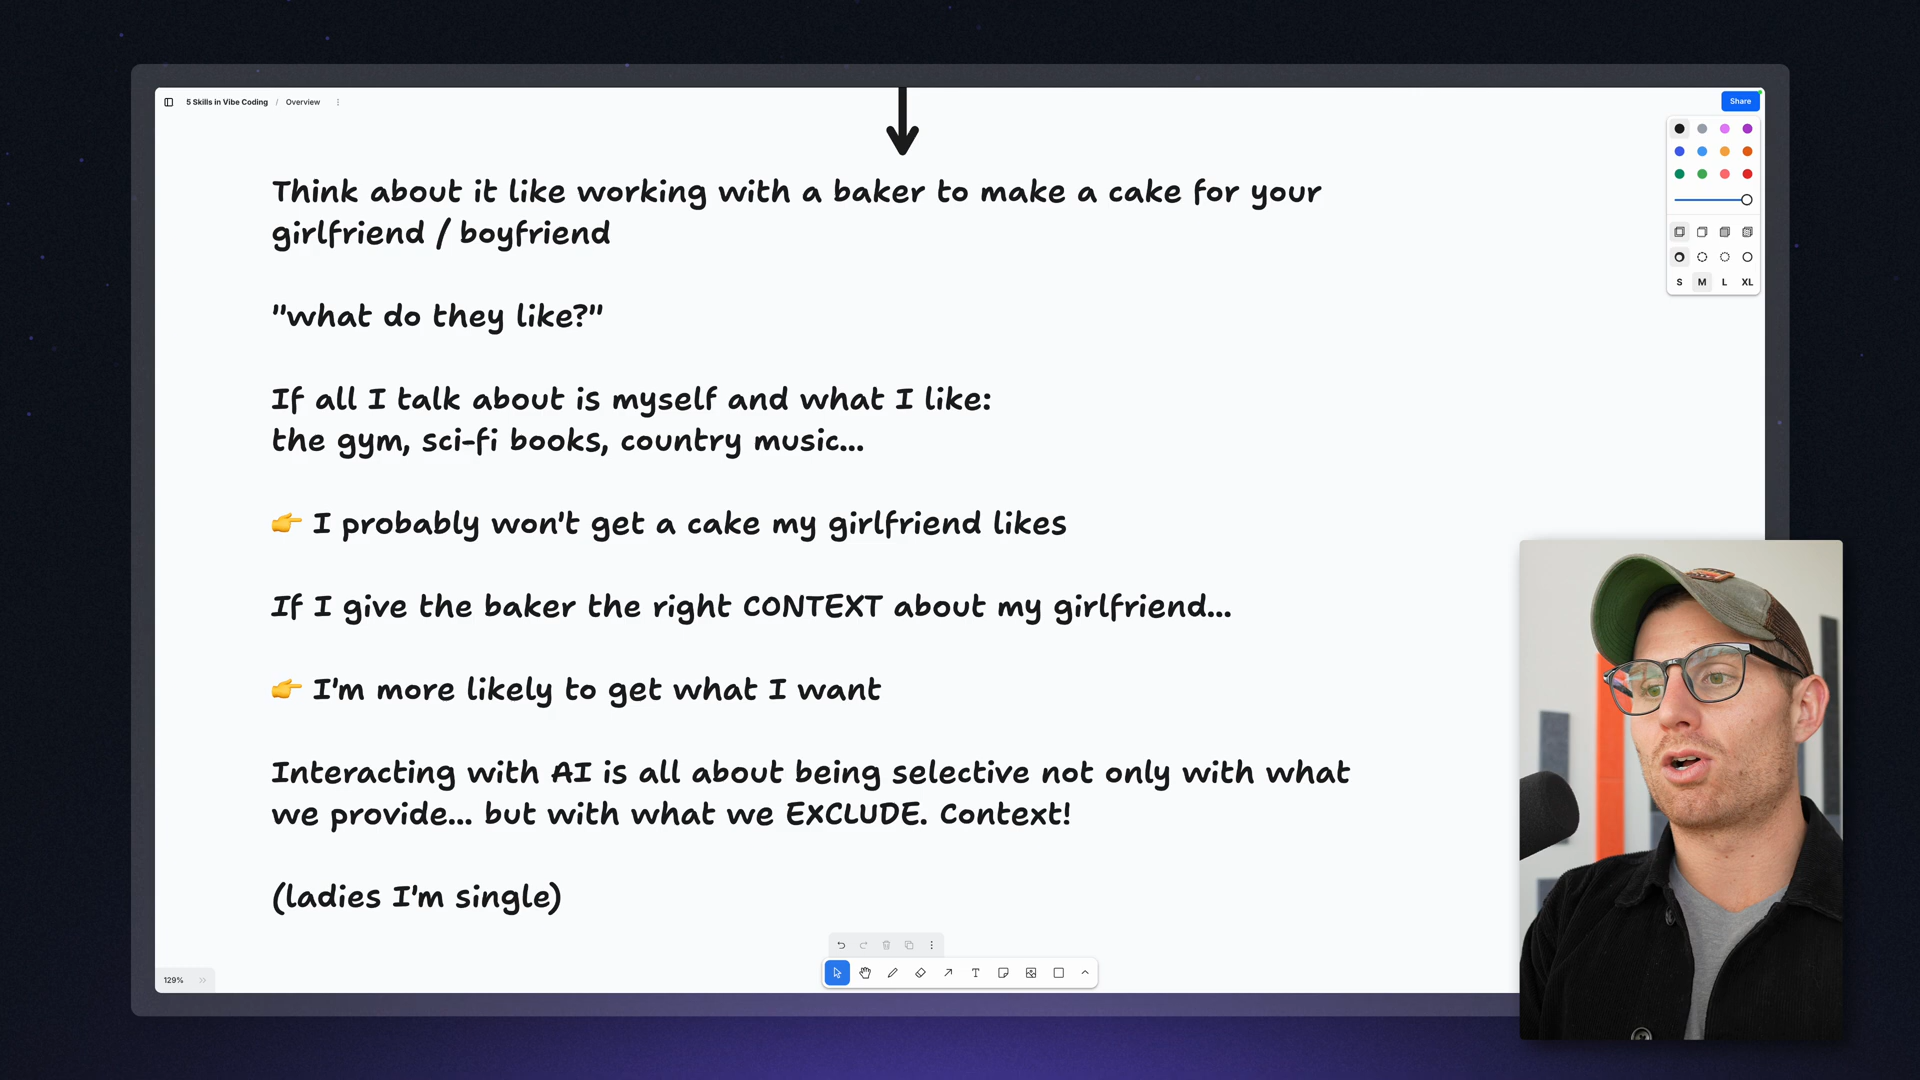 5 Skills in Vibe Coding / Overview
Share
Think about it like working with a baker to make a cake for your
girlfriend / boyfriend
"what do they like?"
If all I talk about is myself and what I like:
the gym, sci-fi books, country music...
👉 I probably won't get a cake my girlfriend likes
If I give the baker the right CONTEXT about my girlfriend...
👉 I'm more likely to get what I want
Interacting with AI is all about being selective not only with what
we provide... but with what we EXCLUDE. Context!
(ladies I'm single)
S M L XL
129%